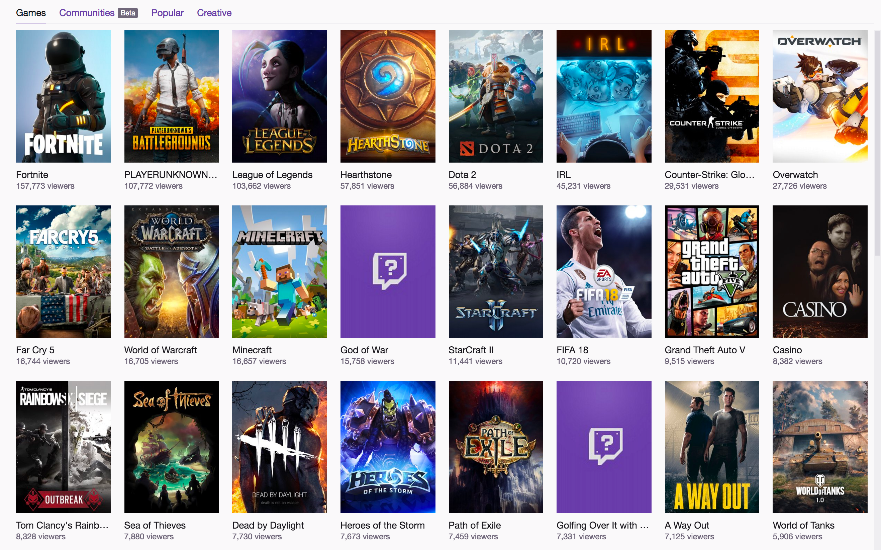 Games Communities Beta Popular Creative
IRL
OVERWATCH
FORTNITE
PLAYERUNKNOWN'S
BATTLEGROUNDS
LEAGUE of
LEGENDS
HEARTHSTONE
DOTA 2
COUNTER STRIKE
Fortnite PLAYERUNKNOWN... League of Legends Hearthstone Dota 2 IRL Counter-Strike: Glo... Overwatch
157,773 viewers 107,772 viewers 103,662 viewers 57,851 viewers 56,884 viewers 45,231 viewers 29,531 viewers 27,726 viewers
FARCRY5
WORLD
WARCRAFT
MINECRAFT
STARCRAFT II
EA
SPORTS
FIFA 18
grand
theft
auto
V
CASINO
Far Cry 5 World of Warcraft Minecraft God of War StarCraft II FIFA 18 Grand Theft Auto V Casino
16,744 viewers 16,705 viewers 16,657 viewers 15,758 viewers 11,441 viewers 10,720 viewers 9,515 viewers 8,382 viewers
TOM CLANCY'S
RAINBOW SIX SIEGE
OUTBREAK
Sea of Thieves
DEAD BY DAYLIGHT
HEROES
OF THE STORM
PATH of
EXILE
A WAY OUT
WORLD OF TANKS
1.0
Tom Clancy's Rainb... Sea of Thieves Dead by Daylight Heroes of the Storm Path of Exile Golfing Over It with ... A Way Out World of Tanks
8,328 viewers 7,880 viewers 7,730 viewers 7,673 viewers 7,459 viewers 7,331 viewers 7,125 viewers 5,906 viewers